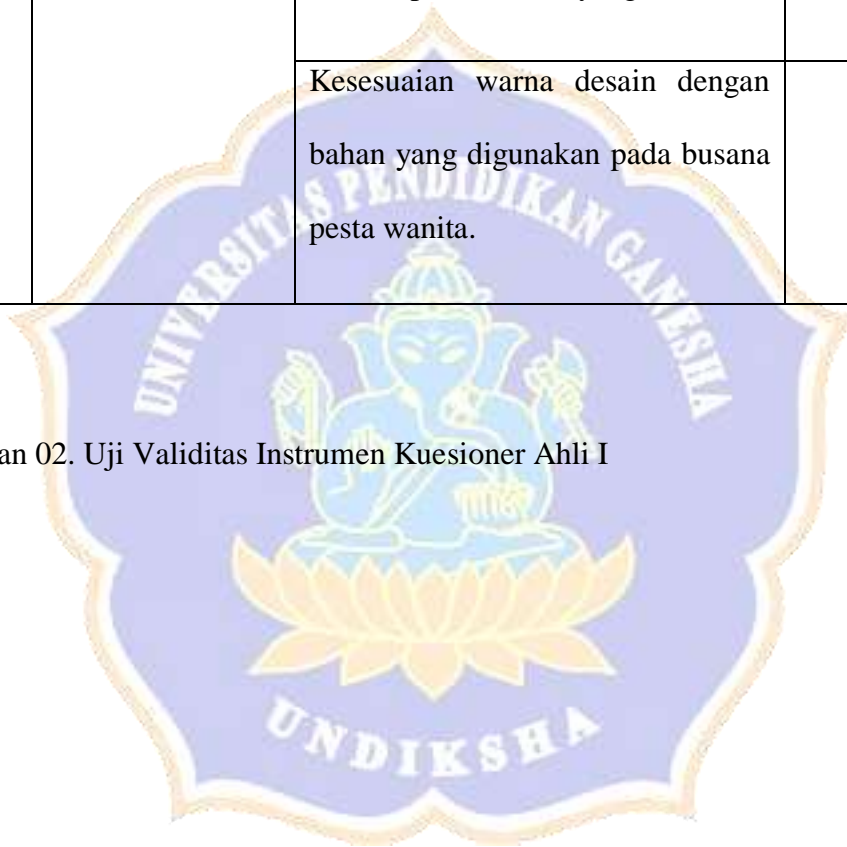 Kesesuaian warna desain dengan
bahan yang digunakan pada busana
pesta wanita.
an 02. Uji Validitas Instrumen Kuesioner Ahli I
UNIVERSITAS PENDIDIKAN GANESHA
UNDIKSHA